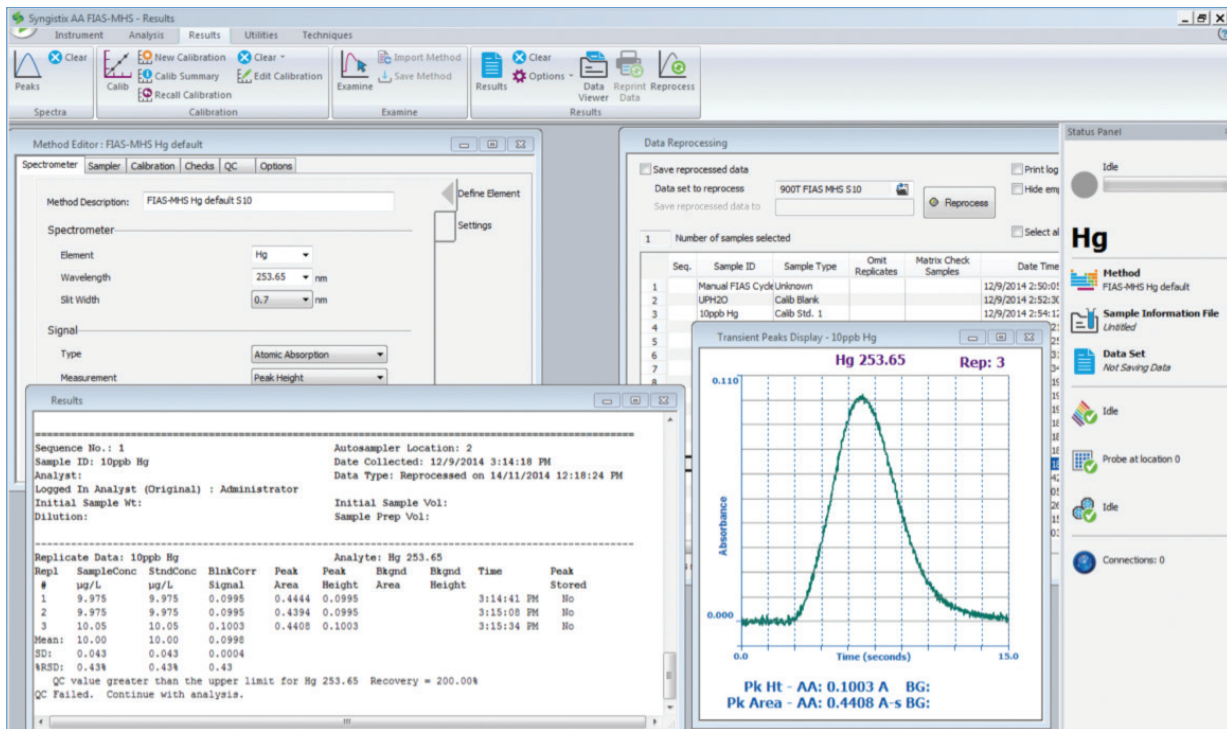 Syngistix AA FIAS-MHS - Results
Instrument Analysis Results Utilities Techniques
Peaks
Clear
Spectra
Calib
New Calibration
Calib Summary
Recall Calibration
Clear
Edit Calibration
Calibration
Examine
Import Method
Save Method
Examine
Results
Clear
Options
Data Viewer
Reprint Data
Reprocess
Results
Method Editor : FIAS-MHS Hg default
Spectrometer Sampler Calibration Checks QC Options
Method Description: FIAS-MHS Hg default S10
Spectrometer
Element Hg
Wavelength 253.65 nm
Slit Width 0.7 nm
Signal
Type Atomic Absorption
Measurement Peak Height
Define Element
Settings
Data Reprocessing
Save reprocessed data
Data set to reprocess 900T FIAS MHS S10
Save reprocessed data to
Reprocess
Print log
Hide
Select
1 Number of samples selected
Seq. Sample ID Sample Type Omit Replicates Matrix Check Samples Date Time
1 Manual FIAS Cycle Unknown 12/9/2014 2:50:05
2 UPH2O Calib Blank 12/9/2014 2:52:30
3 10ppb Hg Calib Std. 1 12/9/2014 2:54:12
4
5
6
7
8
Results
Sequence No.: 1 Autosampler Location: 2
Sample ID: 10ppb Hg Date Collected: 12/9/2014 3:14:18 PM
Analyst: Data Type: Reprocessed on 14/11/2014 12:18:24 PM
Logged In Analyst (Original) : Administrator
Initial Sample Wt: Initial Sample Vol:
Dilution: Sample Prep Vol:
Replicate Data: 10ppb Hg Analyte: Hg 253.65
Repl SampleConc StndConc BlnkCorr Peak Peak Bkgnd Bkgnd Time Peak
# µg/L µg/L Signal Area Height Area Height Stored
1 9.975 9.975 0.0995 0.4444 0.0995 3:14:41 PM No
2 9.975 9.975 0.0995 0.4394 0.0995 3:15:08 PM No
3 10.05 10.05 0.1003 0.4408 0.1003 3:15:34 PM No
Mean: 10.00 10.00 0.0998
SD: 0.043 0.043 0.0004
%RSD: 0.43% 0.43% 0.43
QC value greater than the upper limit for Hg 253.65 Recovery = 200.00%
QC Failed. Continue with analysis.
Transient Peaks Display - 10ppb Hg
Hg 253.65 Rep: 3
0.110
Absorbance
0.000
0.0 Time (seconds) 15.0
Pk Ht - AA: 0.1003 A BG:
Pk Area - AA: 0.4408 A-s BG:
Status Panel
Idle
Hg
Method
FIAS-MHS Hg default
Sample Information File
Untitled
Data Set
Not Saving Data
Idle
Probe at location 0
Idle
Connections: 0